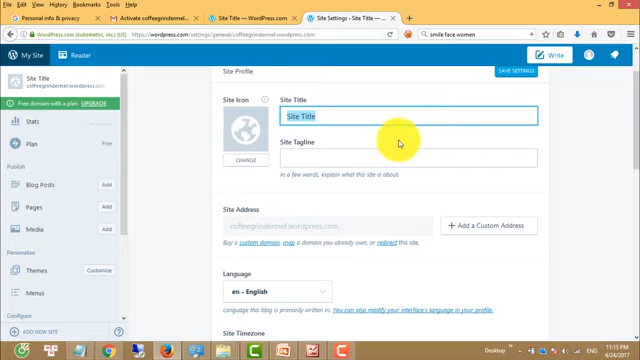 File Edit View History Bookmarks Tools Help
Personal info & privacy
Activate coffeegrindermel
Site Title — WordPress.com
Site Settings ‹ Site Title —
WordPress.com (Automattic, Inc.) (US)
https://wordpress.com/settings/general/coffeegrindermel.wordpress.com
smile face women
My Site
Reader
Write
Site Title
coffeegrindermel.wordpress.com
Free domain with a plan UPGRADE
Stats
Plan
Free
Publish
Blog Posts
Add
Pages
Add
Media
Add
Personalize
Themes
Customize
Menus
Configure
ADD NEW SITE
Site Profile
SAVE SETTINGS
Site Icon
CHANGE
Site Title
Site Title
Site Tagline
In a few words, explain what this site is about.
Site Address
coffeegrindermel.wordpress.com
+ Add a Custom Address
Buy a custom domain, map a domain you already own, or redirect this site.
Language
en - English
Language this blog is primarily written in. You can also modify your interface's language in your profile.
Site Timezone
Desktop
ENG
11:15 PM
4/24/2017